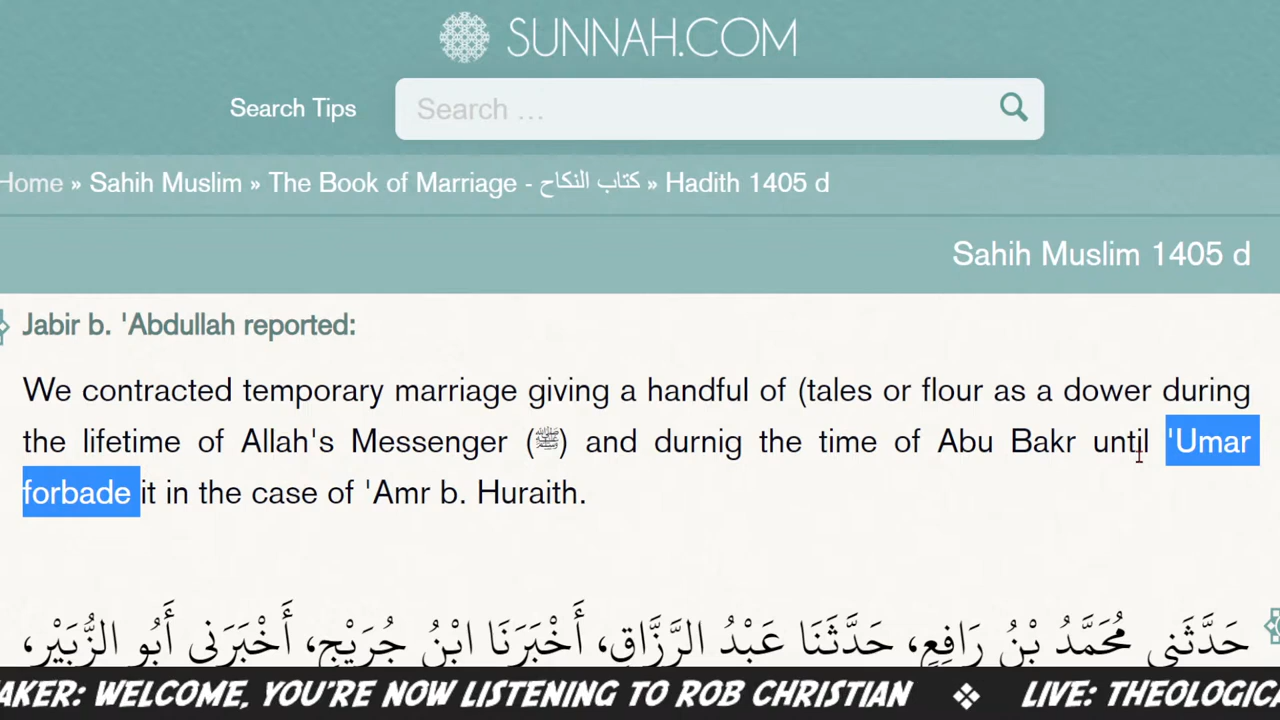 SUNNAH.COM
Search Tips
Search ...
Home » Sahih Muslim » The Book of Marriage - كتاب النكاح » Hadith 1405 d
Sahih Muslim 1405 d
Jabir b. 'Abdullah reported:
We contracted temporary marriage giving a handful of (tales or flour as a dower during
the lifetime of Allah's Messenger (ﷺ) and durnig the time of Abu Bakr until 'Umar
forbade it in the case of 'Amr b. Huraith.
حَدَّثَنِي مُحَمَّدُ بْنُ رَافِعٍ، حَدَّثَنَا عَبْدُ الرَّزَّاقِ، أَخْبَرَنَا ابْنُ جُرَيْجٍ، أَخْبَرَنِي أَبُو الزُّبَيْرِ،
AKER: WELCOME, YOU'RE NOW LISTENING TO ROB CHRISTIAN ❖ LIVE: THEOLOGICA